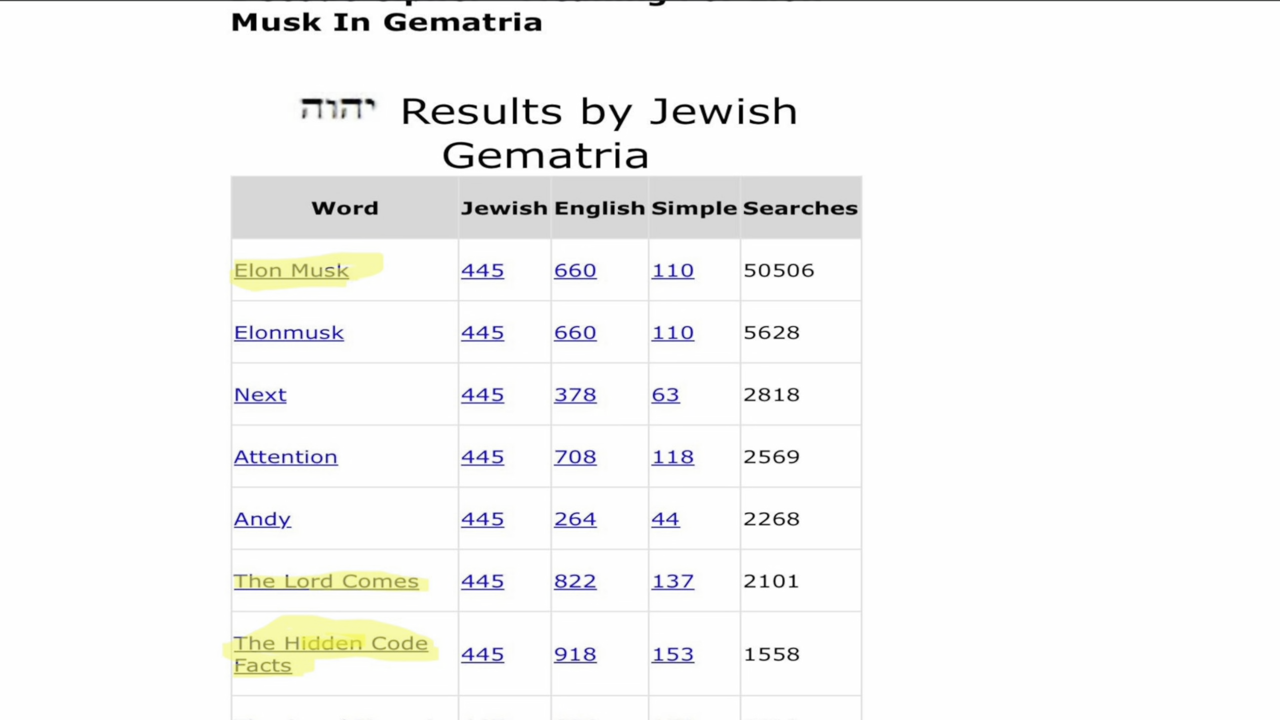 Musk In Gematria
יהוה Results by Jewish
Gematria
Word Jewish English Simple Searches
Elon Musk 445 660 110 50506
Elonmusk 445 660 110 5628
Next 445 378 63 2818
Attention 445 708 118 2569
Andy 445 264 44 2268
The Lord Comes 445 822 137 2101
The Hidden Code
Facts 445 918 153 1558